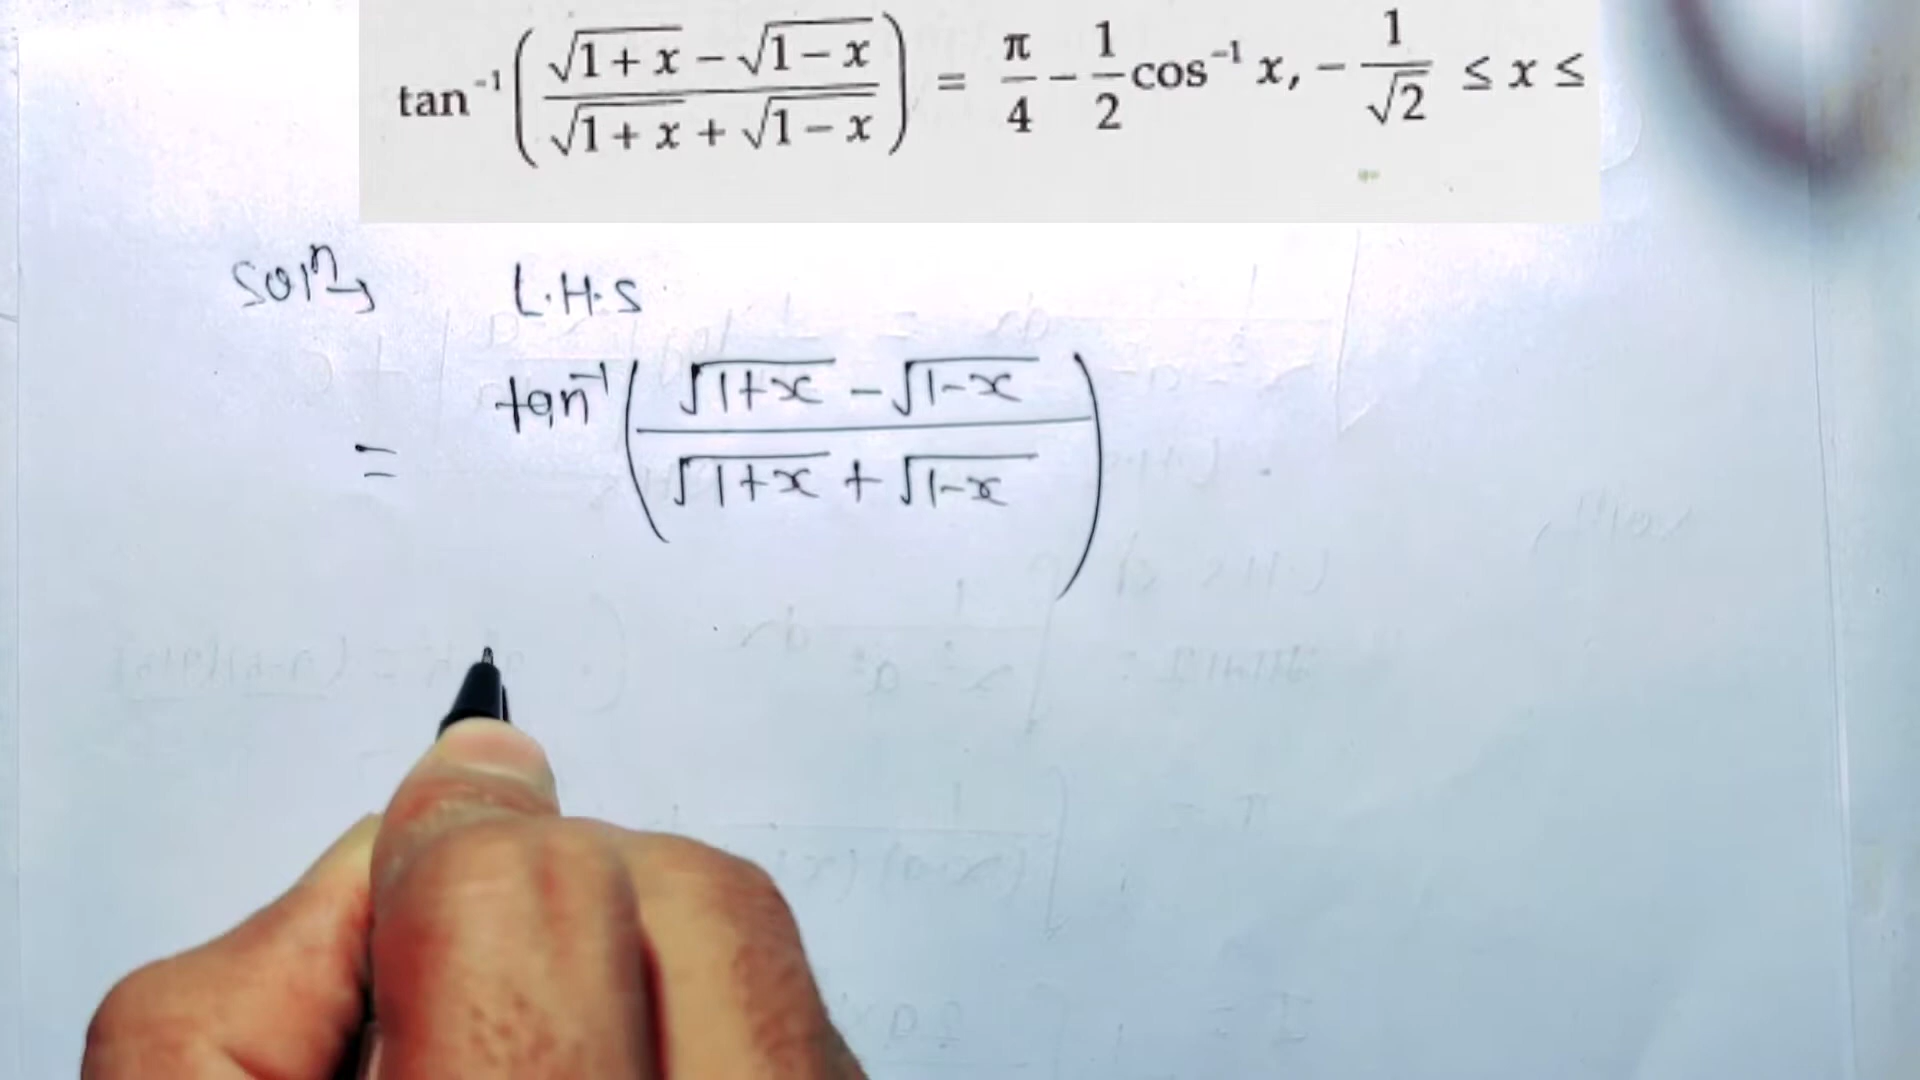 tan⁻¹ ( (√1+x − √1−x) / (√1+x + √1−x) ) = π/4 − 1/2 cos⁻¹ x, − 1/√2 ≤ x ≤
Solⁿ→ L.H.S
= tan⁻¹ ( (√1+x − √1−x) / (√1+x + √1−x) )